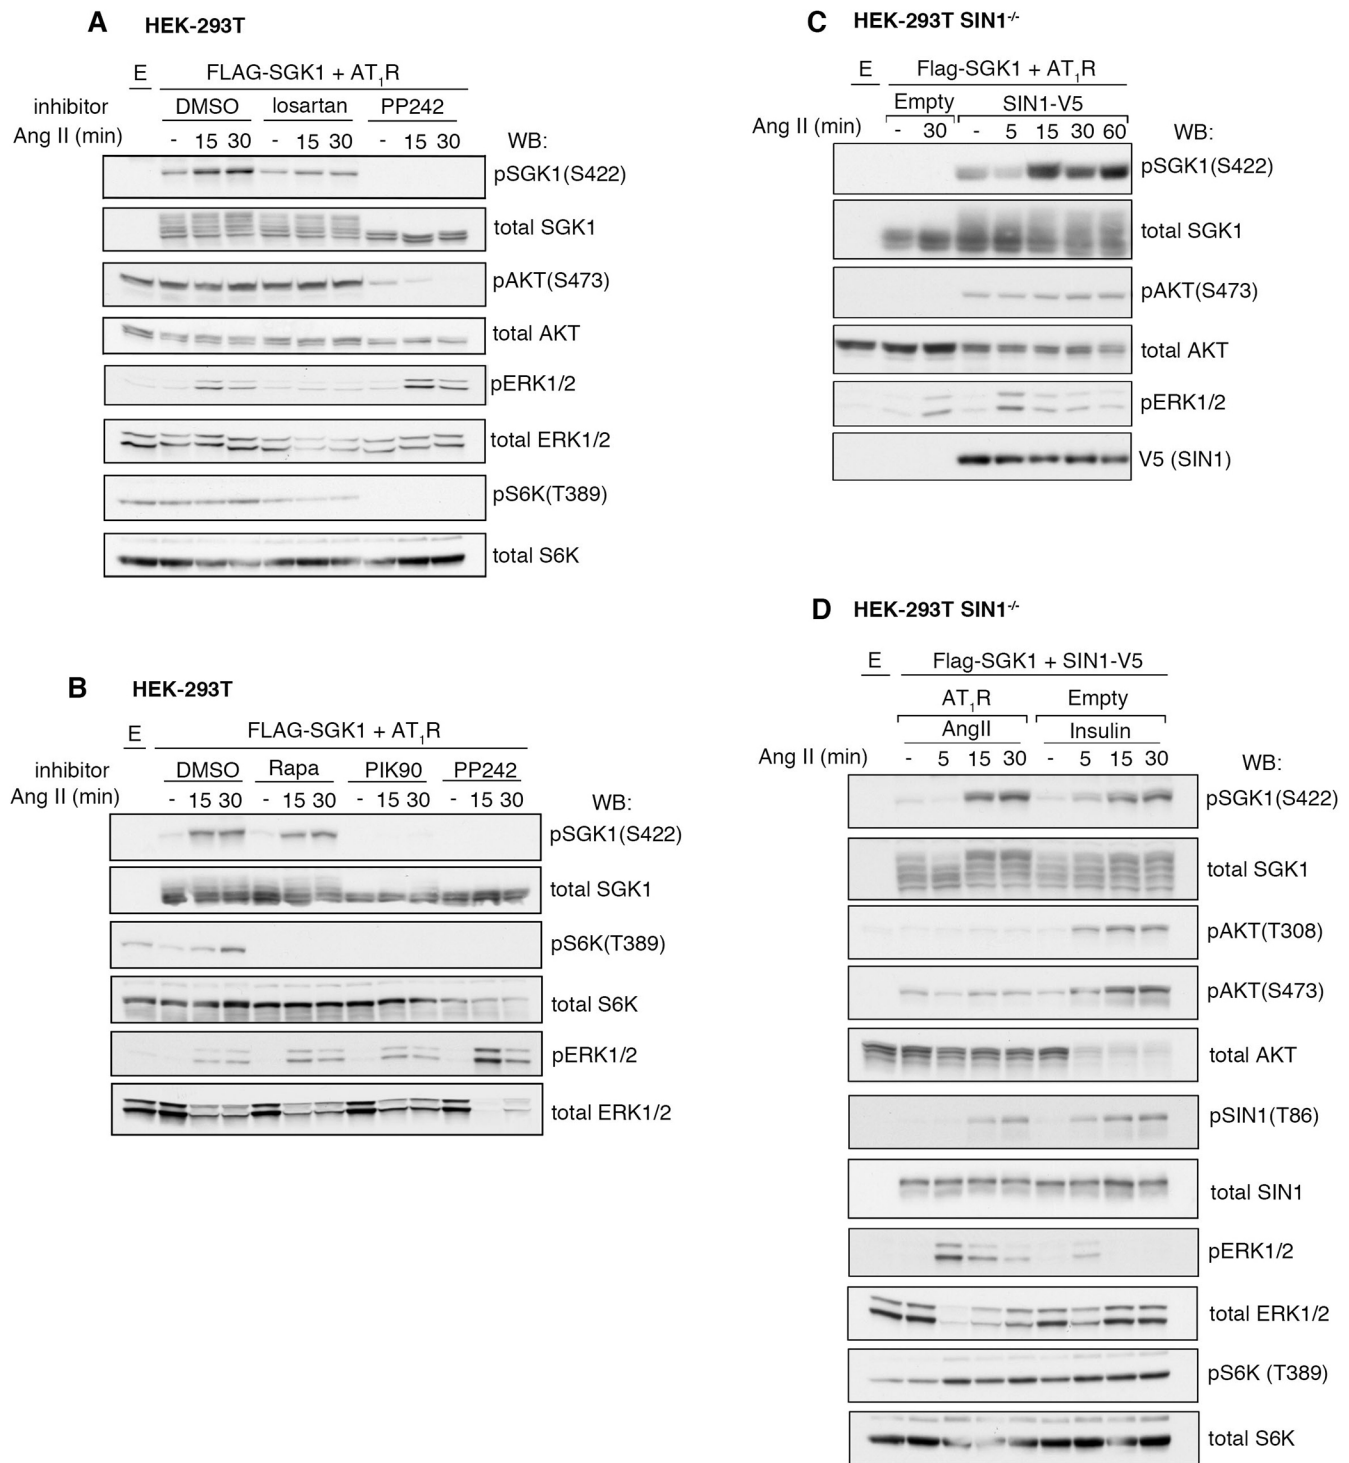 A HEK-293T
E FLAG-SGK1 + AT1R
inhibitor DMSO losartan PP242
Ang II (min) - 15 30 - 15 30 - 15 30 WB:
pSGK1(S422)
total SGK1
pAKT(S473)
total AKT
pERK1/2
total ERK1/2
pS6K(T389)
total S6K
B HEK-293T
E FLAG-SGK1 + AT1R
inhibitor DMSO Rapa PIK90 PP242
Ang II (min) - 15 30 - 15 30 - 15 30 - 15 30 WB:
pSGK1(S422)
total SGK1
pS6K(T389)
total S6K
pERK1/2
total ERK1/2
C HEK-293T SIN1-/-
E Flag-SGK1 + AT1R
Empty SIN1-V5
Ang II (min) - 30 - 5 15 30 60 WB:
pSGK1(S422)
total SGK1
pAKT(S473)
total AKT
pERK1/2
V5 (SIN1)
D HEK-293T SIN1-/-
E Flag-SGK1 + SIN1-V5
AT1R Empty
AngII Insulin
Ang II (min) - 5 15 30 - 5 15 30 WB:
pSGK1(S422)
total SGK1
pAKT(T308)
pAKT(S473)
total AKT
pSIN1(T86)
total SIN1
pERK1/2
total ERK1/2
pS6K (T389)
total S6K